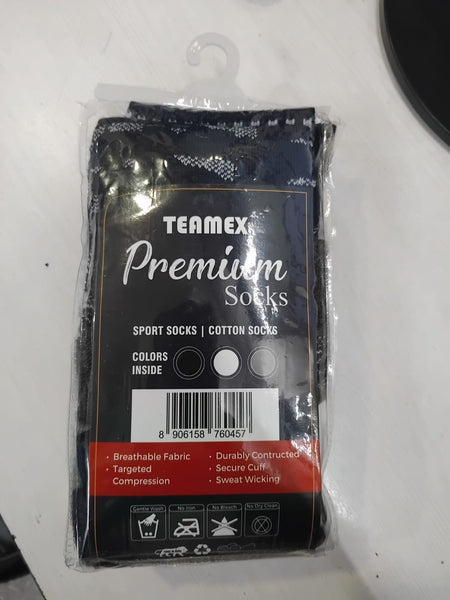 TEAMEX
Premium
Socks
SPORT SOCKS | COTTON SOCKS
COLORS
INSIDE
8 906158 760457
• Breathable Fabric
• Targeted
Compression
• Durably Contructed
• Secure Cuff
• Sweat Wicking
Gentle Wash
No Iron
No Bleach
No Dry Clean